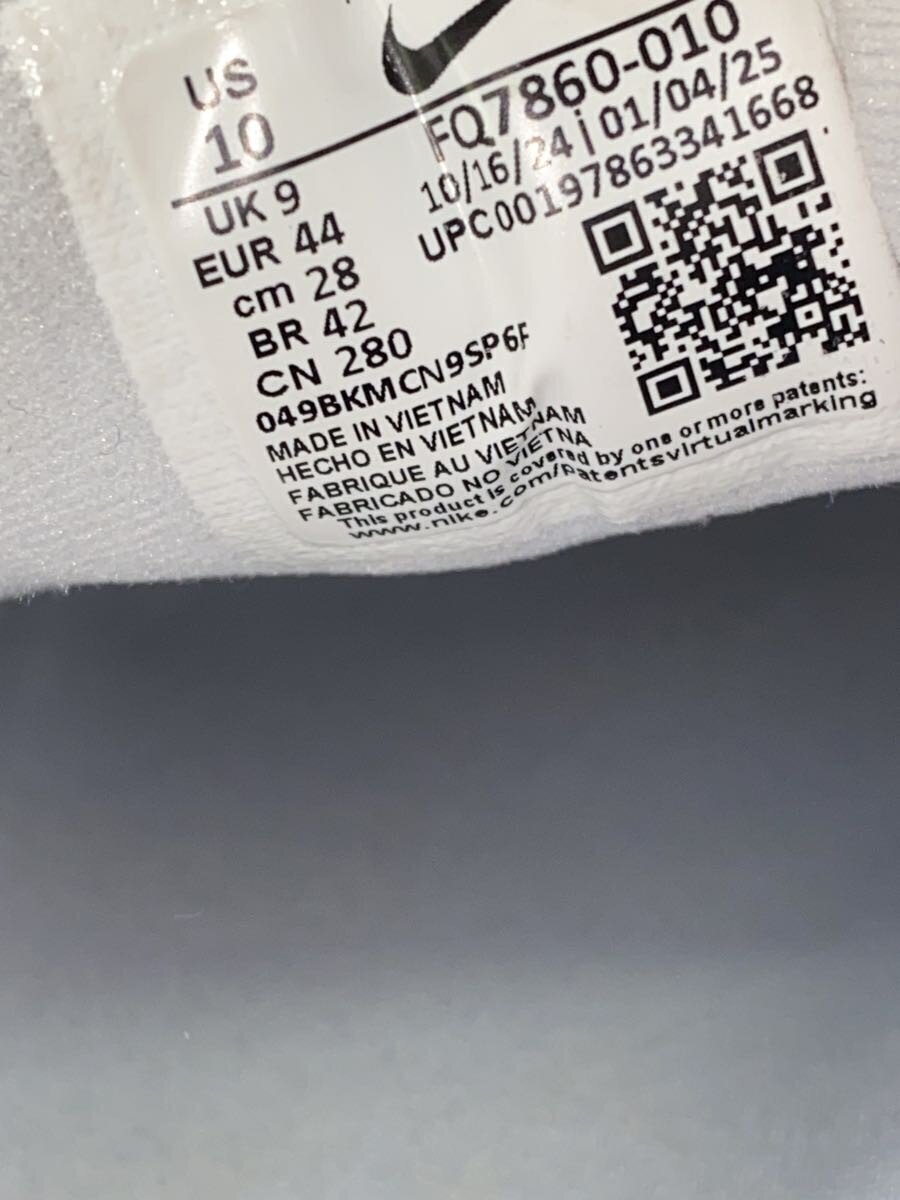 US
10
FQ7860-010
10/16/24 | 01/04/25
UPC00197863341668
UK 9
EUR 44
cm 28
BR 42
CN 280
049BKMCN9SP6F
MADE IN VIETNAM
HECHO EN VIETNAM
FABRIQUE AU VIETNAM
FABRICADO NO VIETNA
This product is covered by one or more patents:
www.nike.com/patentsvirtualmarking